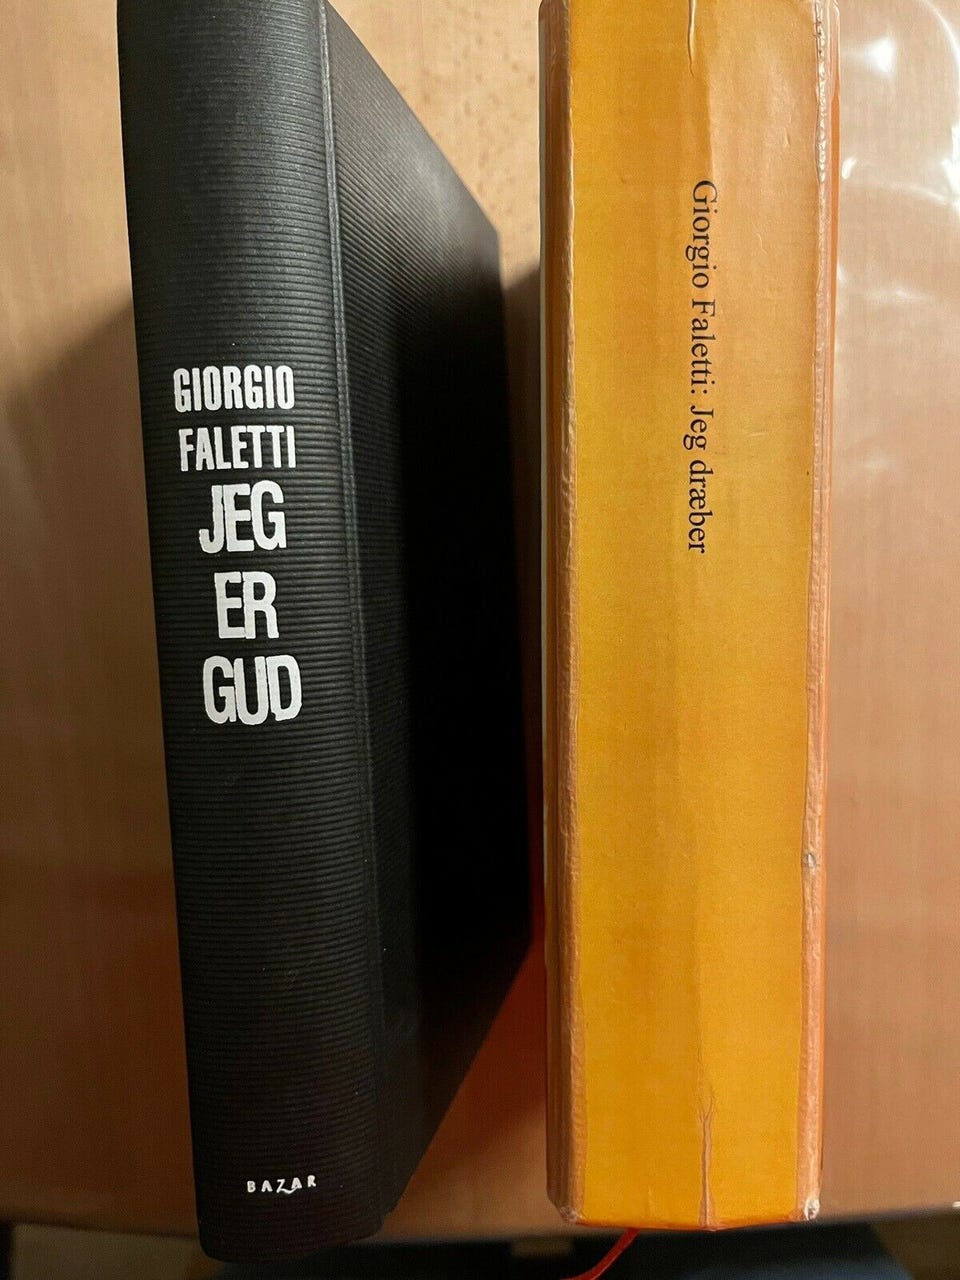 GIORGIO
FALETTI
JEG
ER
GUD
BAZAR
Giorgio Faletti: Jeg dræber